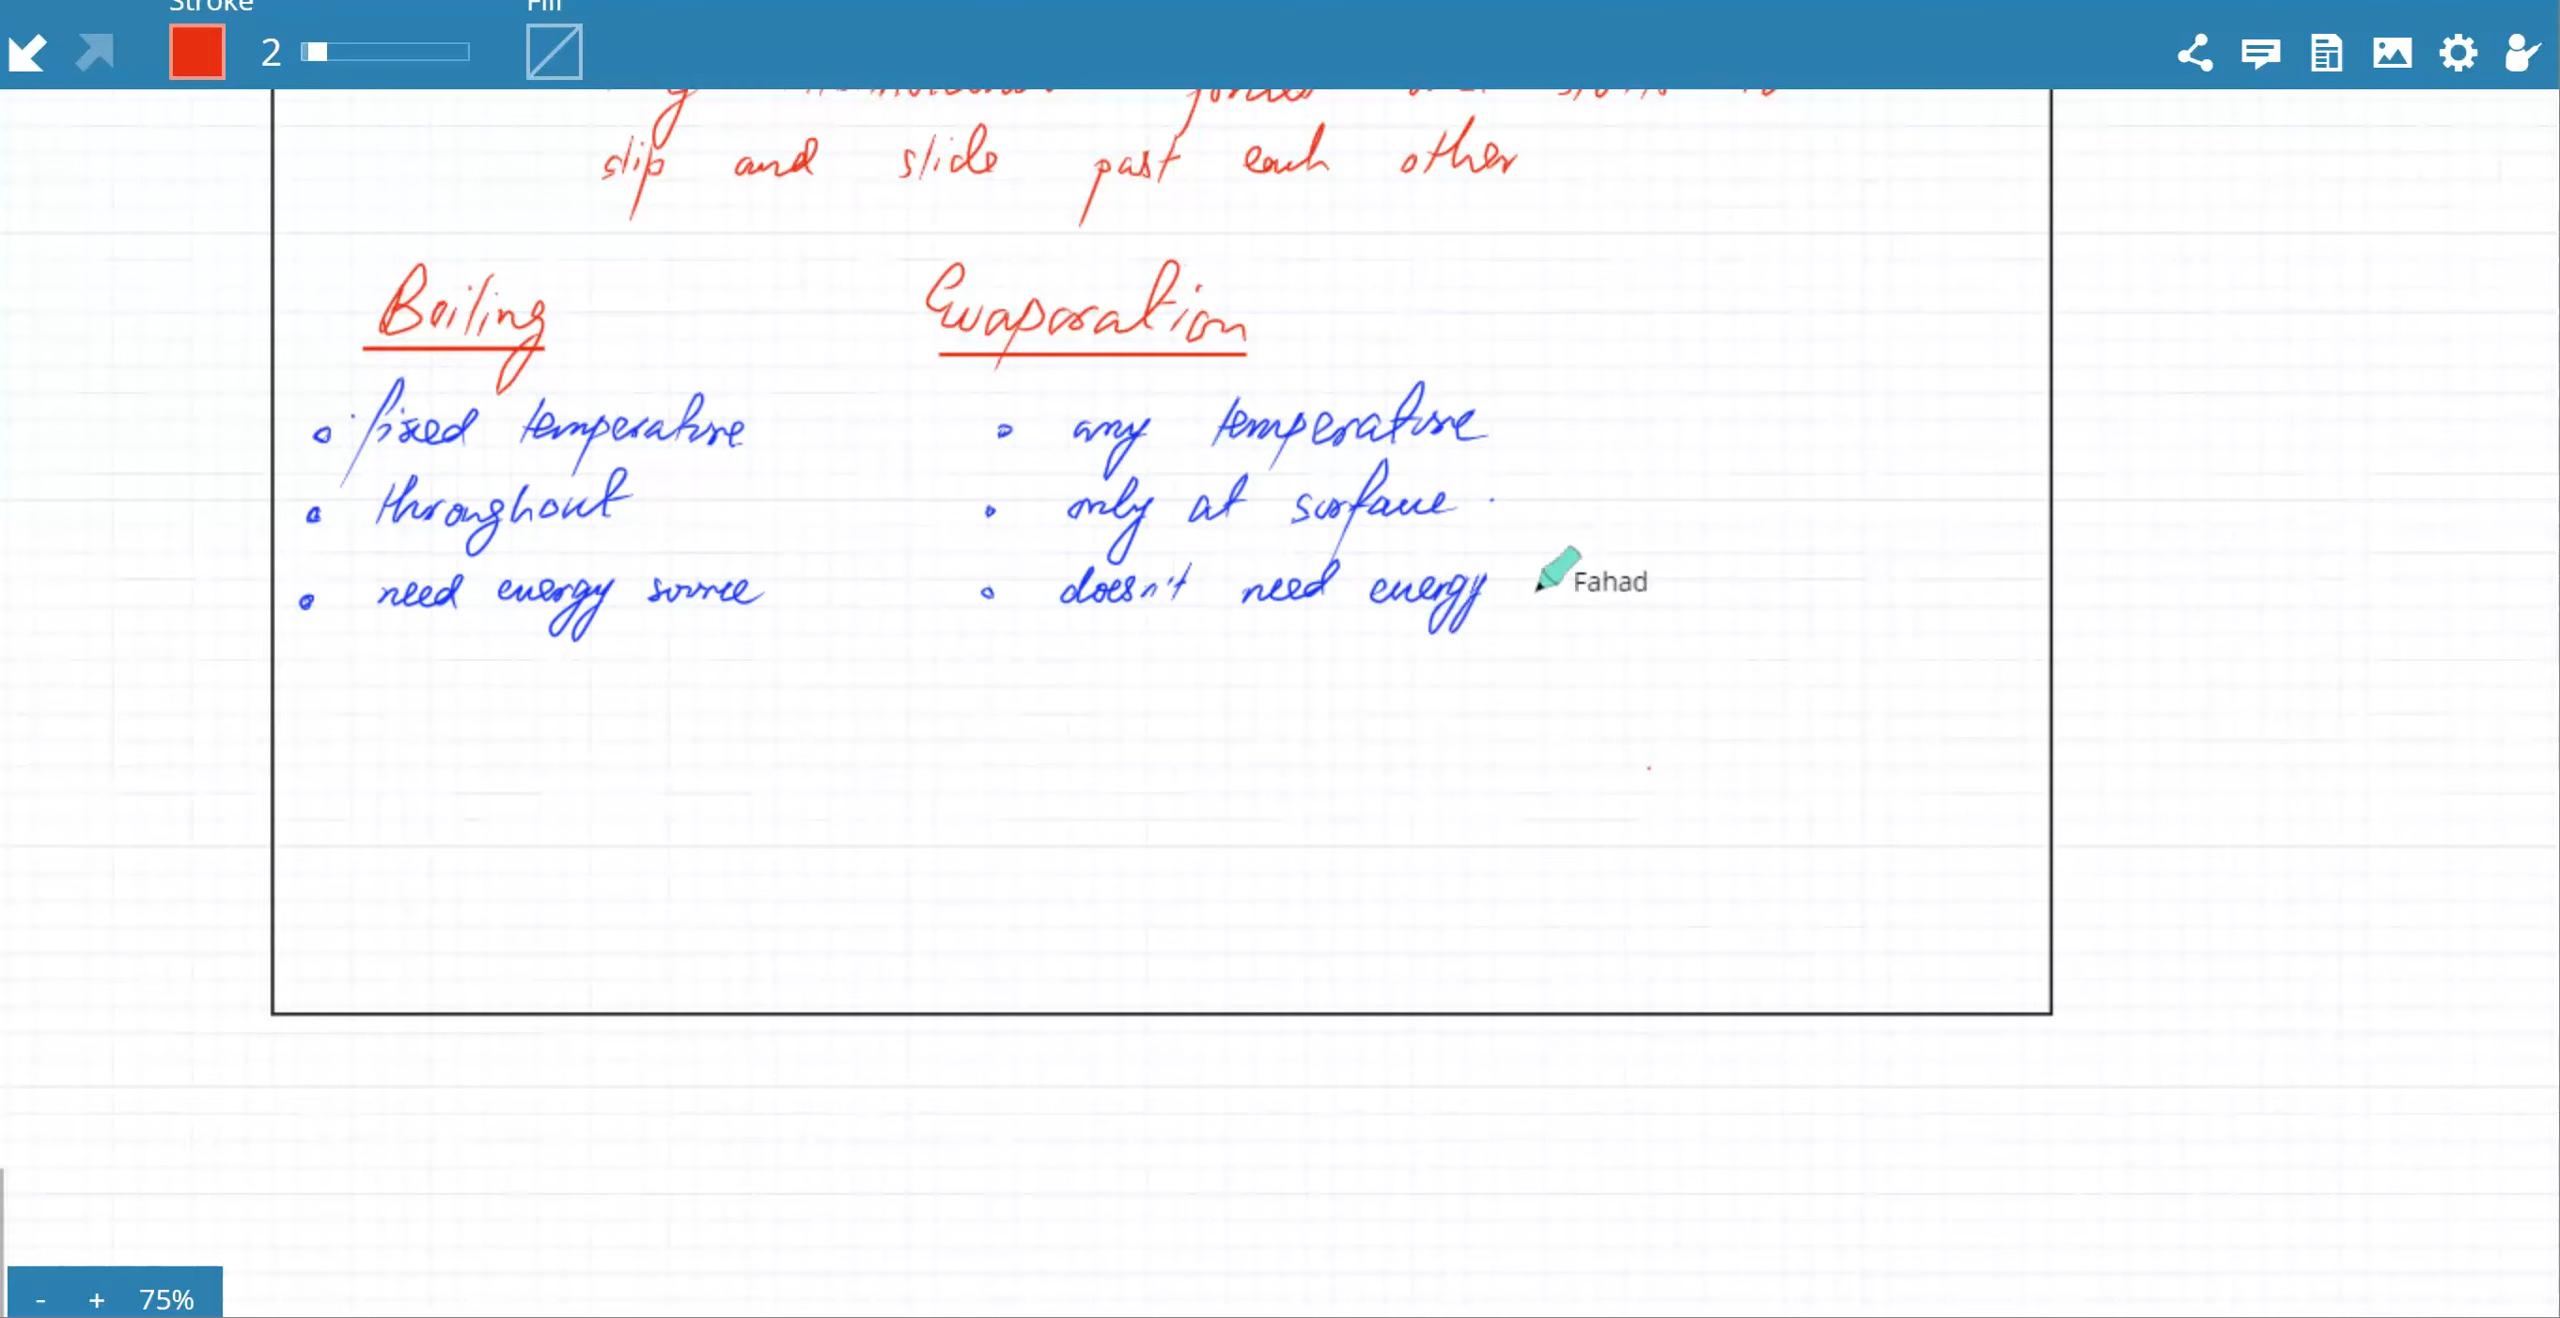 Stroke
Fill
2
slip and slide past each other
Boiling
Evaporation
fixed temperature
any temperature
throughout
only at surface
need energy source
doesn't need energy
Fahad
- + 75%